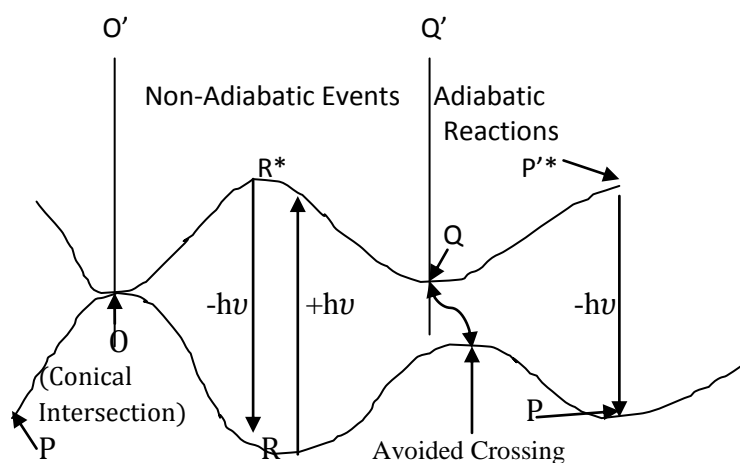 O’
Q’
Non-Adiabatic Events
Adiabatic
Reactions
R*
P’*
Q
-hυ
+hυ
-hυ
O
(Conical
Intersection)
P
R
P
Avoided Crossing